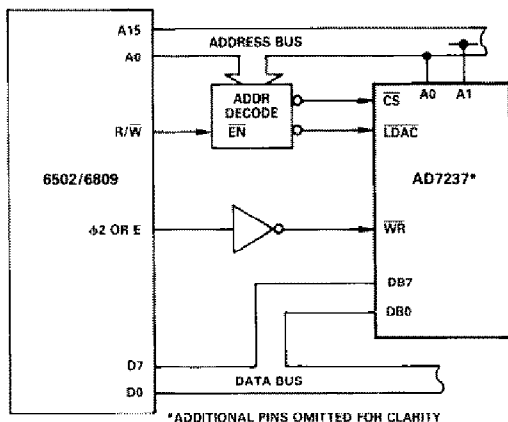 A15
ADDRESS BUS
A0
ADDR
DECODE
EN
CS
A0
A1
LDAC
R/W
6502/6809
AD7237*
ϕ2 OR E
WR
DB7
DB0
D7
DATA BUS
D0
*ADDITIONAL PINS OMITTED FOR CLARITY